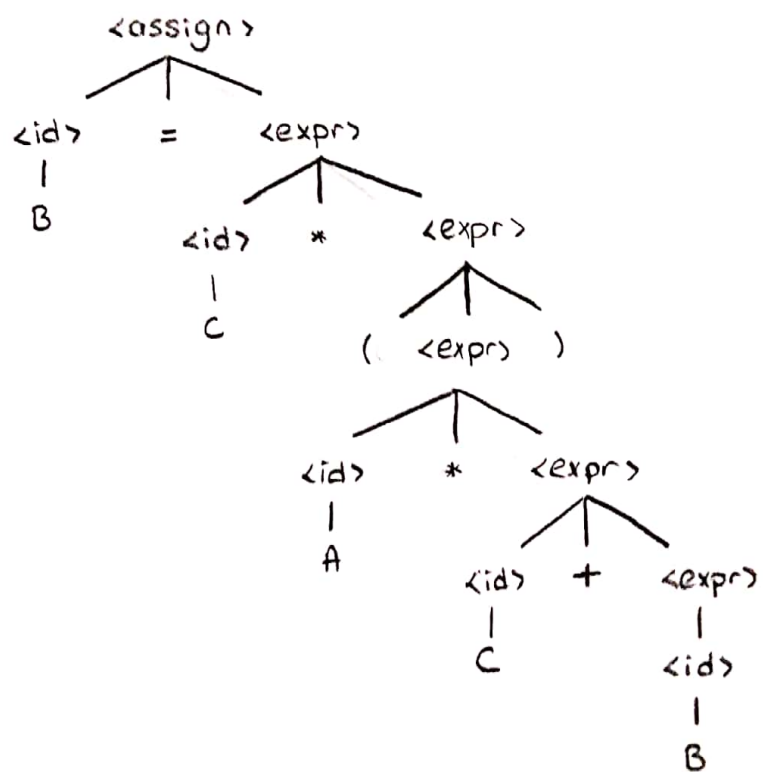 <assign>
<id> = <expr>
B
<id> * <expr>
C
( <expr> )
<id> * <expr>
A
<id> + <expr>
C
<id>
B